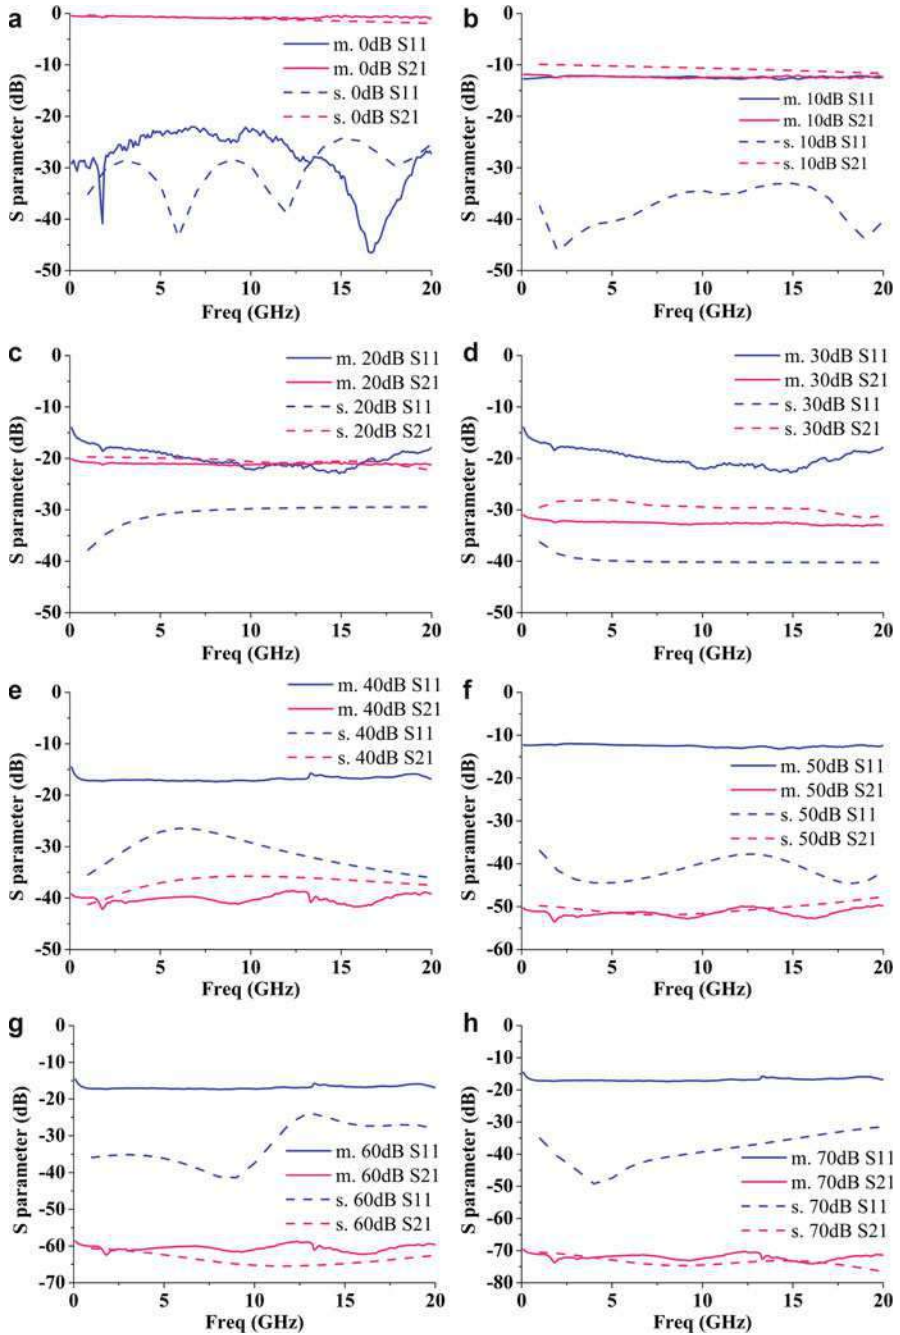 a
0
-10
-20
-30
-40
-50
S parameter (dB)
m. 0dB S11
m. 0dB S21
s. 0dB S11
s. 0dB S21
0 5 10 15 20
Freq (GHz)
b
0
-10
-20
-30
-40
-50
S parameter (dB)
m. 10dB S11
m. 10dB S21
s. 10dB S11
s. 10dB S21
0 5 10 15 20
Freq (GHz)
c
0
-10
-20
-30
-40
-50
S parameter (dB)
m. 20dB S11
m. 20dB S21
s. 20dB S11
s. 20dB S21
0 5 10 15 20
Freq (GHz)
d
0
-10
-20
-30
-40
-50
S parameter (dB)
m. 30dB S11
m. 30dB S21
s. 30dB S11
s. 30dB S21
0 5 10 15 20
Freq (GHz)
e
0
-10
-20
-30
-40
-50
S parameter (dB)
m. 40dB S11
m. 40dB S21
s. 40dB S11
s. 40dB S21
0 5 10 15 20
Freq (GHz)
f
0
-10
-20
-30
-40
-50
-60
S parameter (dB)
m. 50dB S11
m. 50dB S21
s. 50dB S11
s. 50dB S21
0 5 10 15 20
Freq (GHz)
g
0
-10
-20
-30
-40
-50
-60
-70
S parameter (dB)
m. 60dB S11
m. 60dB S21
s. 60dB S11
s. 60dB S21
0 5 10 15 20
Freq (GHz)
h
0
-10
-20
-30
-40
-50
-60
-70
-80
S parameter (dB)
m. 70dB S11
m. 70dB S21
s. 70dB S11
s. 70dB S21
0 5 10 15 20
Freq (GHz)